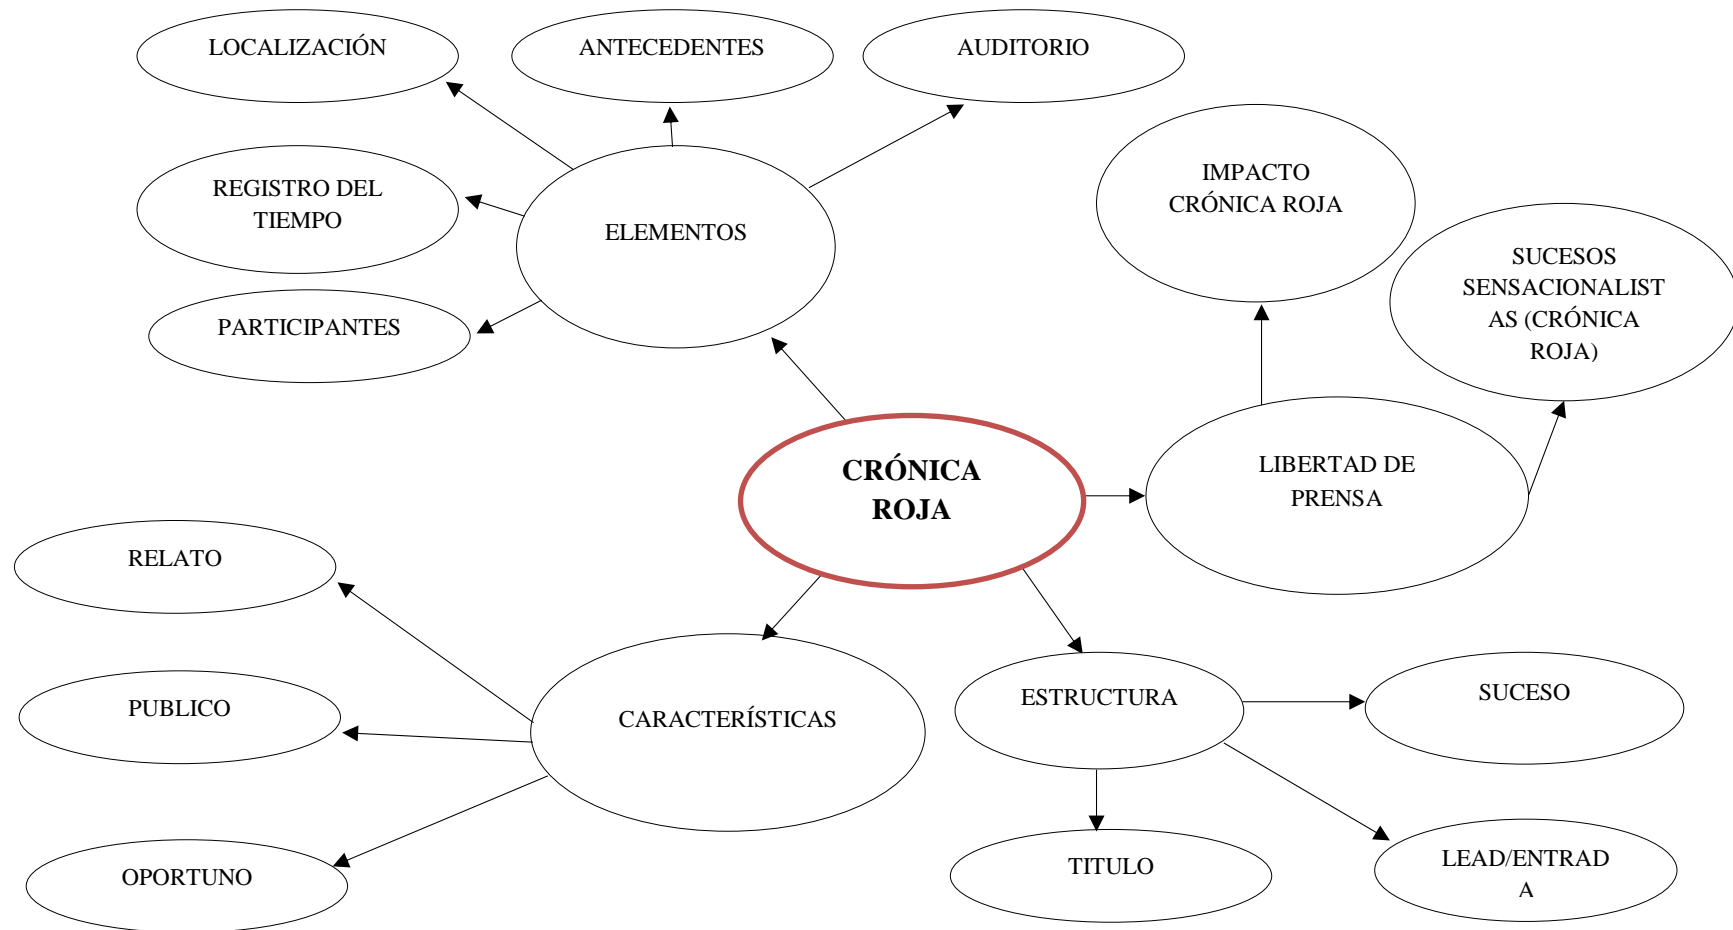 LOCALIZACIÓN
ANTECEDENTES
AUDITORIO
REGISTRO DEL
TIEMPO
ELEMENTOS
PARTICIPANTES
IMPACTO
CRÓNICA ROJA
SUCESOS
SENSACIONALIST
AS (CRÓNICA
ROJA)
CRÓNICA
ROJA
LIBERTAD DE
PRENSA
RELATO
PUBLICO
OPORTUNO
CARACTERÍSTICAS
ESTRUCTURA
SUCESO
TITULO
LEAD/ENTRAD
A